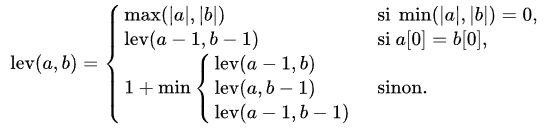 max(|a|,|b|) si min(|a|,|b|) = 0,
lev(a − 1, b − 1) si a[0] = b[0],
lev(a, b) =
lev(a − 1, b)
1 + min lev(a, b − 1) sinon.
lev(a − 1, b − 1)